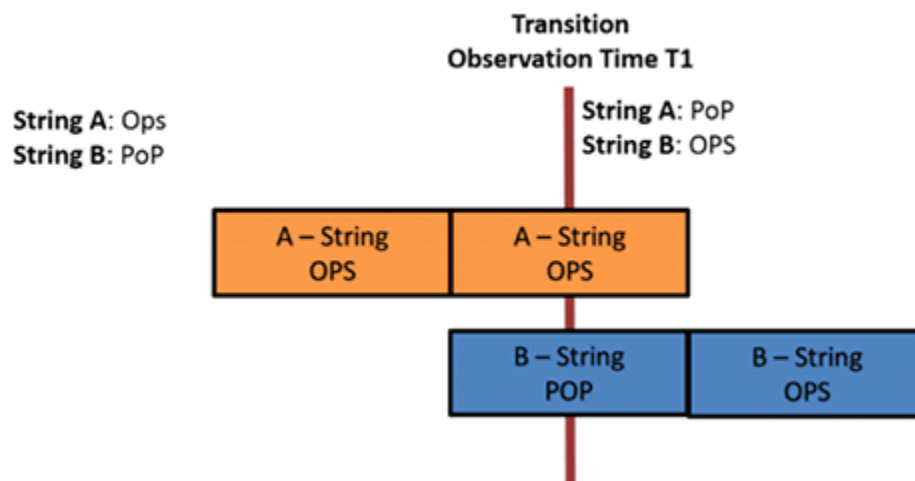 Transition
Observation Time T1
String A: Ops
String B: PoP
String A: PoP
String B: OPS
A – String
OPS
A – String
OPS
B – String
POP
B – String
OPS